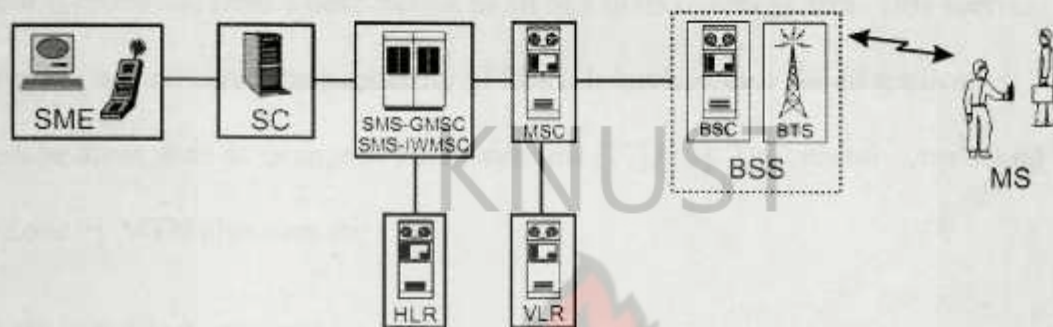 SME
SC
SMS-GMSC
SMS-IWMSC
MSC
BSC
BTS
BSS
MS
HLR
VLR
KNUST